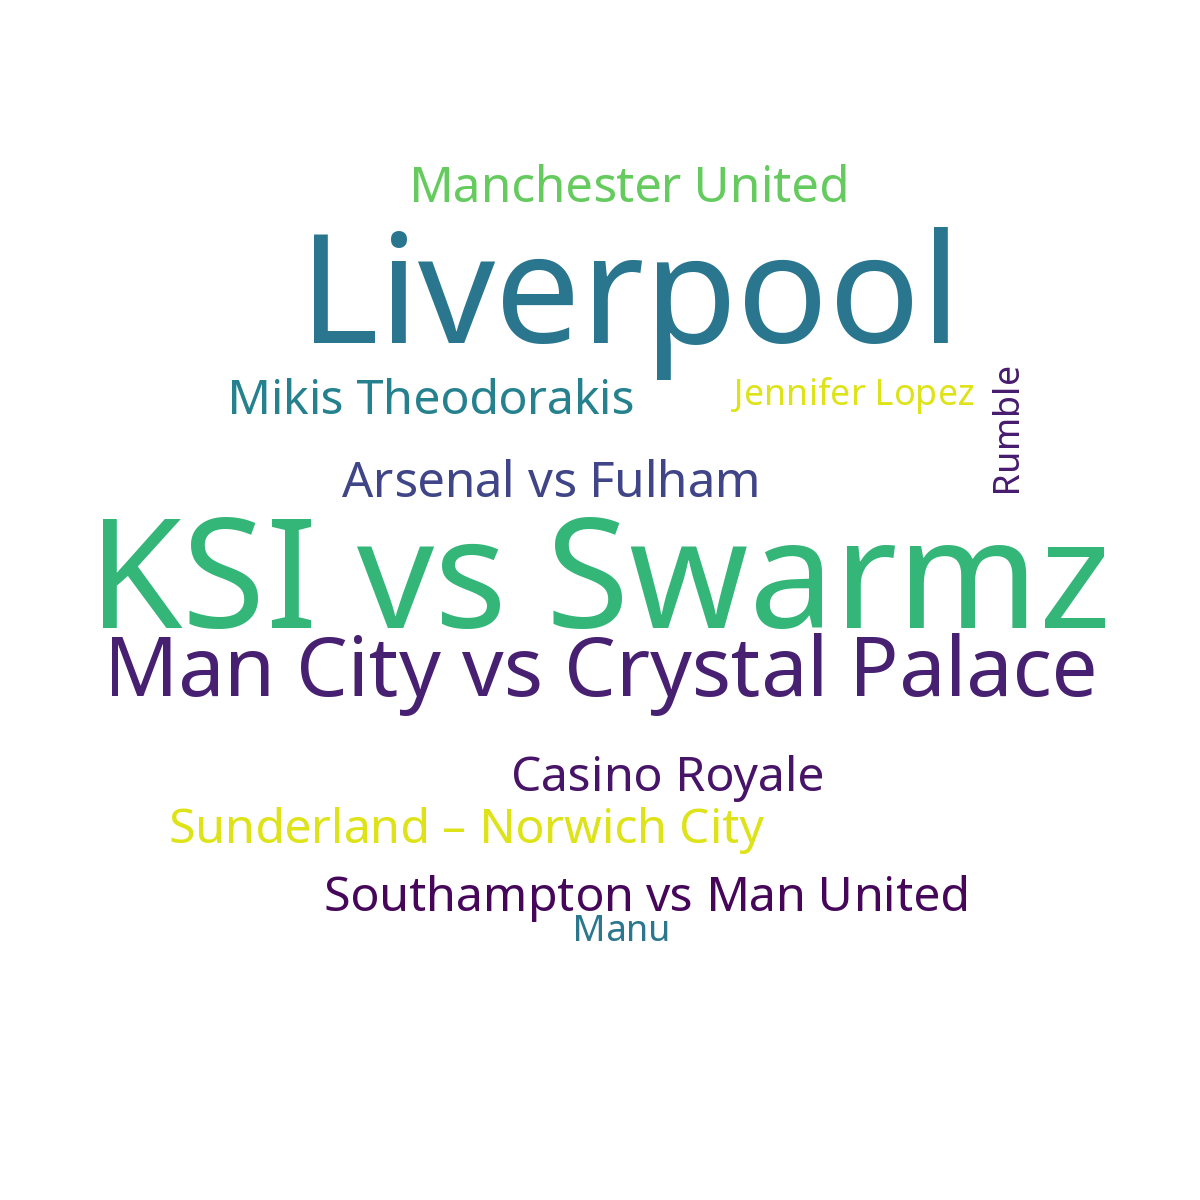 Manchester United
Liverpool
Mikis Theodorakis
Jennifer Lopez
Rumble
Arsenal vs Fulham
KSI vs Swarmz
Man City vs Crystal Palace
Casino Royale
Sunderland – Norwich City
Southampton vs Man United
Manu